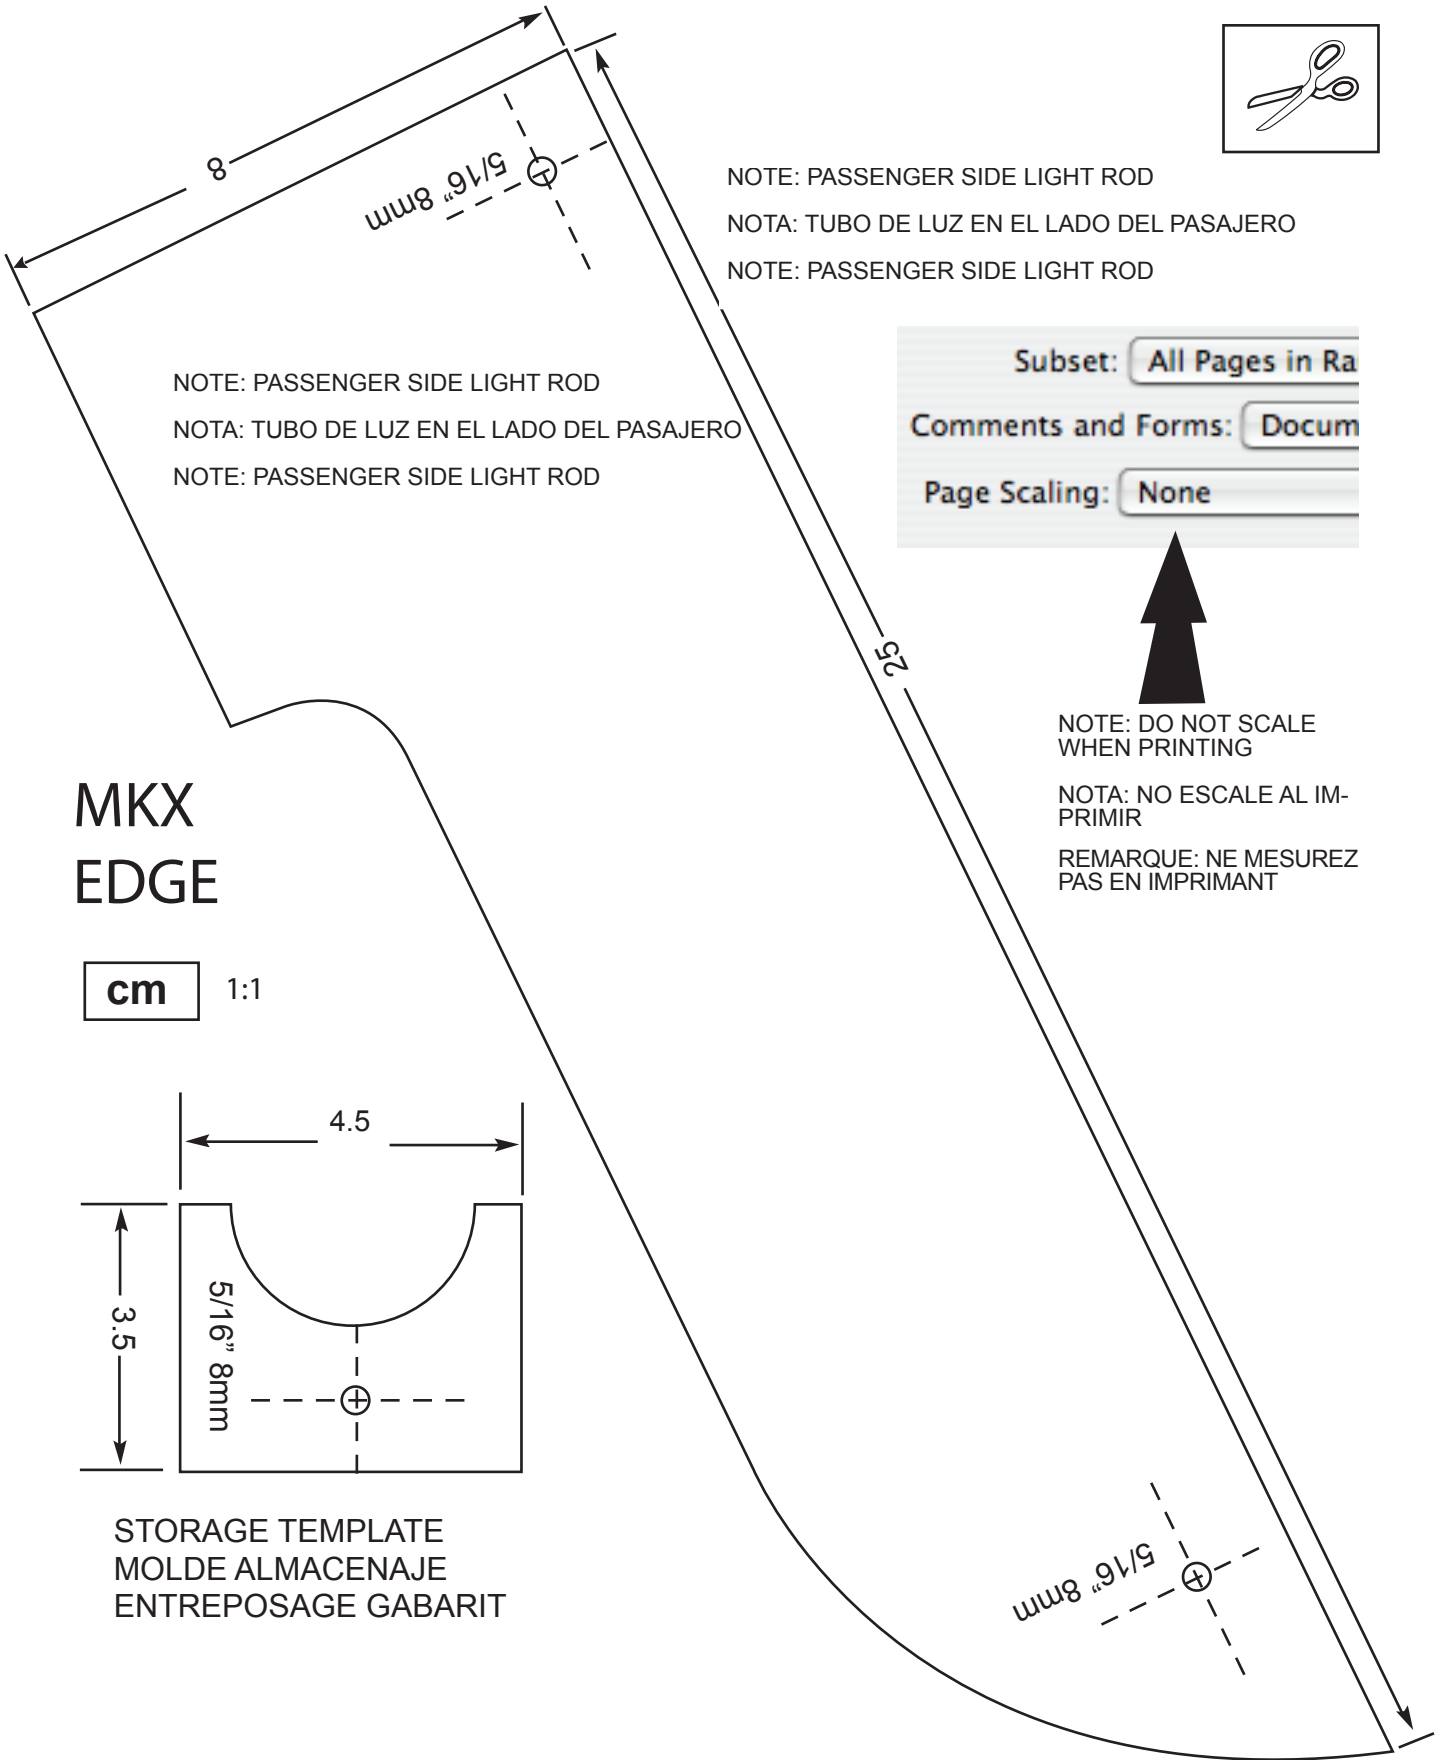 8
5/16” 8mm
NOTE: PASSENGER SIDE LIGHT ROD
NOTA: TUBO DE LUZ EN EL LADO DEL PASAJERO
NOTE: PASSENGER SIDE LIGHT ROD
NOTE: PASSENGER SIDE LIGHT ROD
NOTA: TUBO DE LUZ EN EL LADO DEL PASAJERO
NOTE: PASSENGER SIDE LIGHT ROD
Subset: All Pages in Ra
Comments and Forms: Docum
Page Scaling: None
25
NOTE: DO NOT SCALE
WHEN PRINTING
NOTA: NO ESCALE AL IM-
PRIMIR
REMARQUE: NE MESUREZ
PAS EN IMPRIMANT
MKX
EDGE
cm 1:1
4.5
3.5
5/16” 8mm
STORAGE TEMPLATE
MOLDE ALMACENAJE
ENTREPOSAGE GABARIT
5/16” 8mm